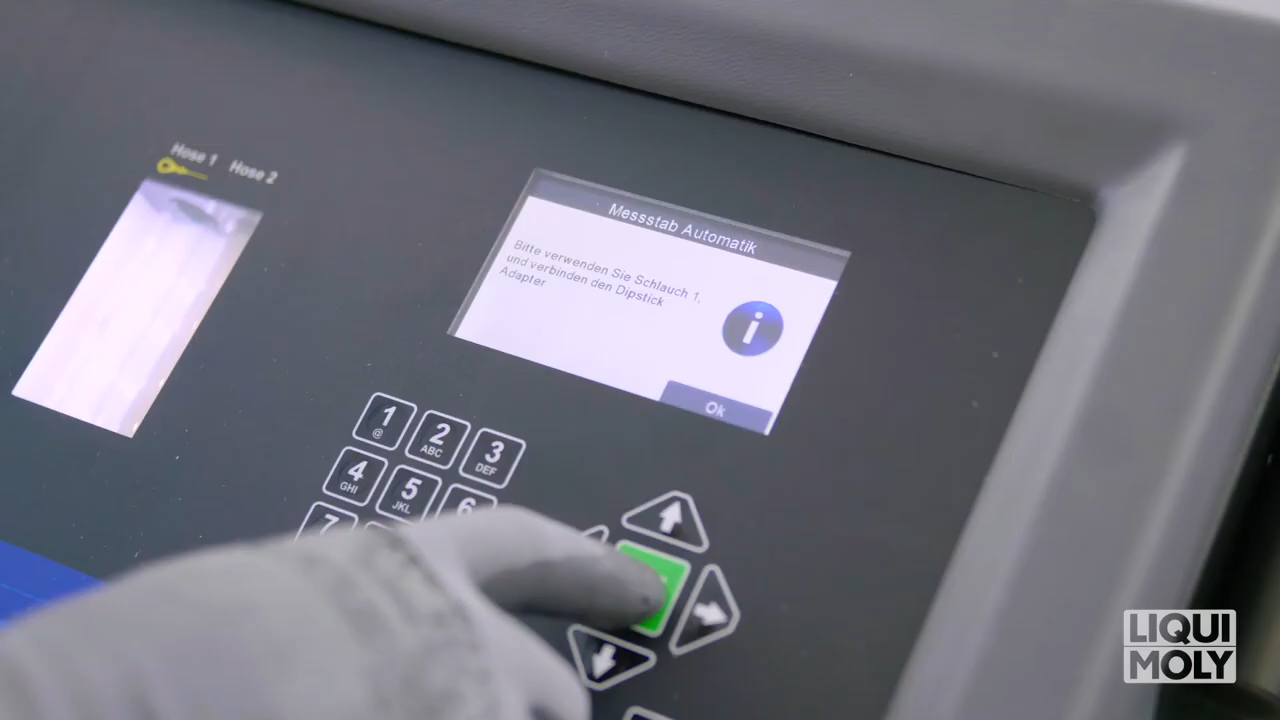 Hose 1 Hose 2
Messstab Automatik
Bitte verwenden Sie Schlauch 1,
und verbinden den Dipstick
Adapter
i
Ok
1 2 3
@ ABC DEF
4 5 6
GHI JKL
7
LIQUI
MOLY